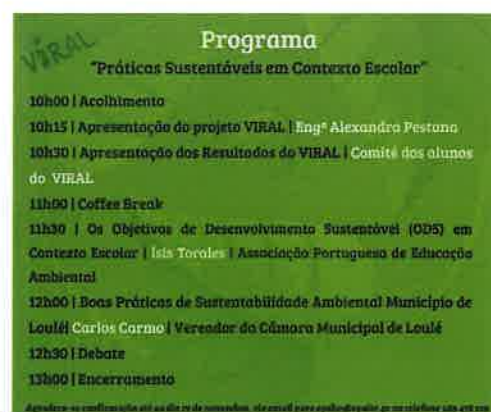 VIRAL
Programa
"Práticas Sustentáveis em Contexto Escolar"
10h00 | Acolhimento
10h15 | Apresentação do projeto VIRAL | Engª Alexandra Pestana
10h30 | Apresentação dos Resultados do VIRAL | Comité dos alunos
do VIRAL
11h00 | Coffee Break
11h30 | Os Objetivos de Desenvolvimento Sustentável (ODS) em
Contexto Escolar | Ísis Torales | Associação Portuguesa de Educação
Ambiental
12h00 | Boas Práticas de Sustentabilidade Ambiental Município de
Loulé| Carlos Carmo | Vereador da Câmara Municipal de Loulé
12h30 | Debate
13h00 | Encerramento